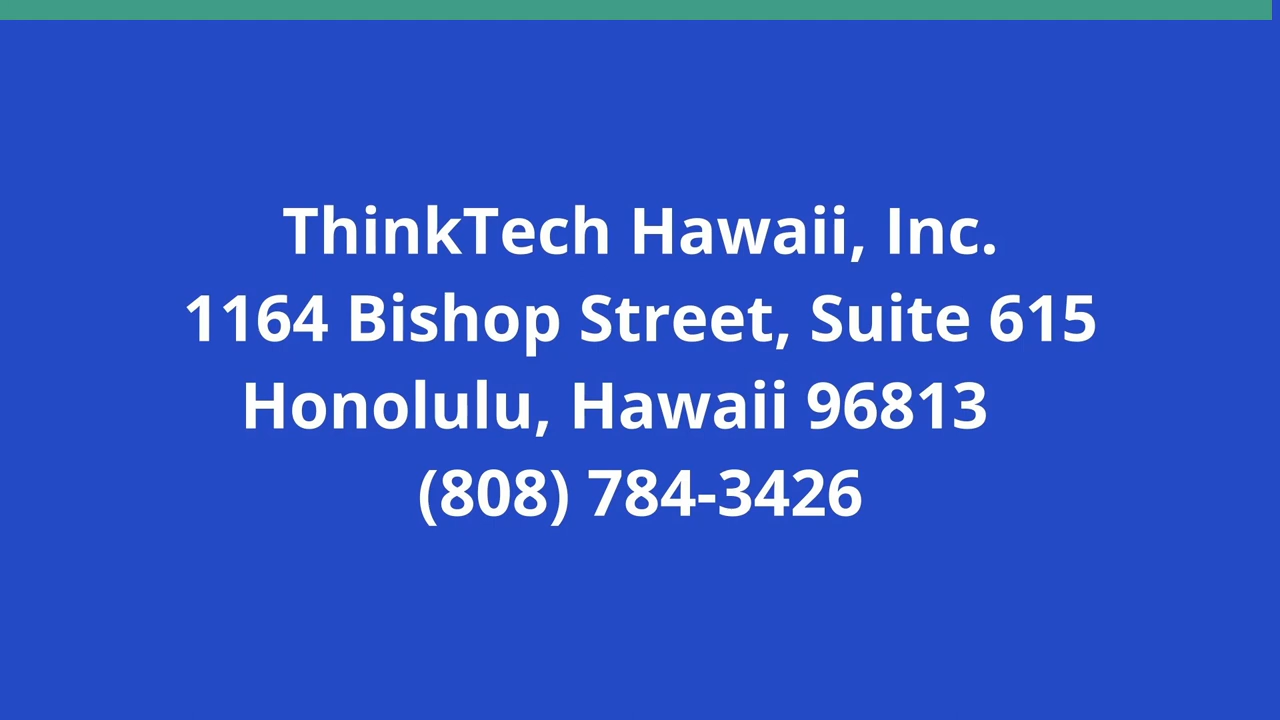 ThinkTech Hawaii, Inc.
1164 Bishop Street, Suite 615
Honolulu, Hawaii 96813
(808) 784-3426